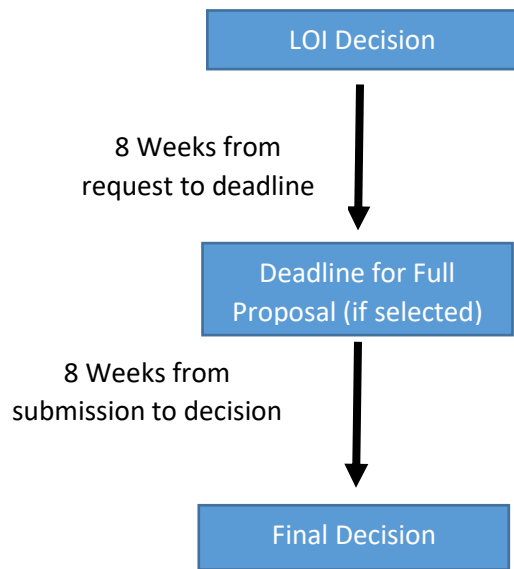 LOI Decision
8 Weeks from
request to deadline
Deadline for Full
Proposal (if selected)
8 Weeks from
submission to decision
Final Decision